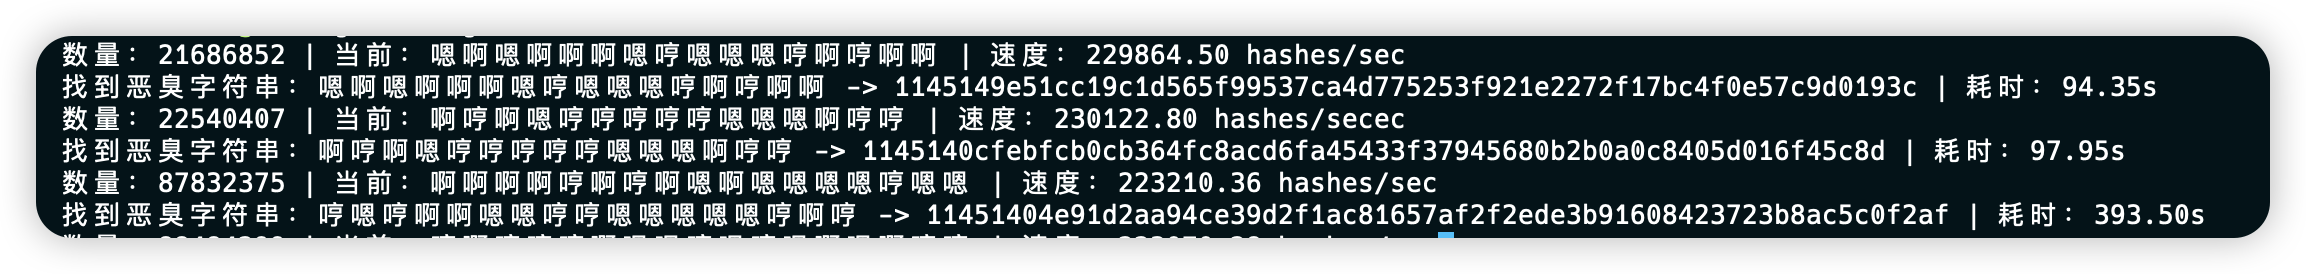 数量: 21686852 | 当前: 嗯啊嗯啊啊啊嗯哼嗯嗯嗯哼啊哼啊啊 | 速度: 229864.50 hashes/sec
找到恶臭字符串: 嗯啊嗯啊啊啊嗯哼嗯嗯嗯哼啊哼啊啊 -> 1145149e51cc19c1d565f99537ca4d775253f921e2272f17bc4f0e57c9d0193c | 耗时: 94.35s
数量: 22540407 | 当前: 啊哼啊嗯哼哼哼哼哼嗯嗯嗯啊哼哼 | 速度: 230122.80 hashes/secec
找到恶臭字符串: 啊哼啊嗯哼哼哼哼哼嗯嗯嗯啊哼哼 -> 1145140cfebfcb0cb364fc8acd6fa45433f37945680b2b0a0c8405d016f45c8d | 耗时: 97.95s
数量: 87832375 | 当前: 啊啊啊啊哼啊哼啊嗯啊嗯嗯嗯嗯哼嗯嗯 | 速度: 223210.36 hashes/sec
找到恶臭字符串: 哼嗯哼啊啊嗯嗯哼哼嗯嗯嗯嗯嗯哼啊哼 -> 11451404e91d2aa94ce39d2f1ac81657af2f2ede3b91608423723b8ac5c0f2af | 耗时: 393.50s